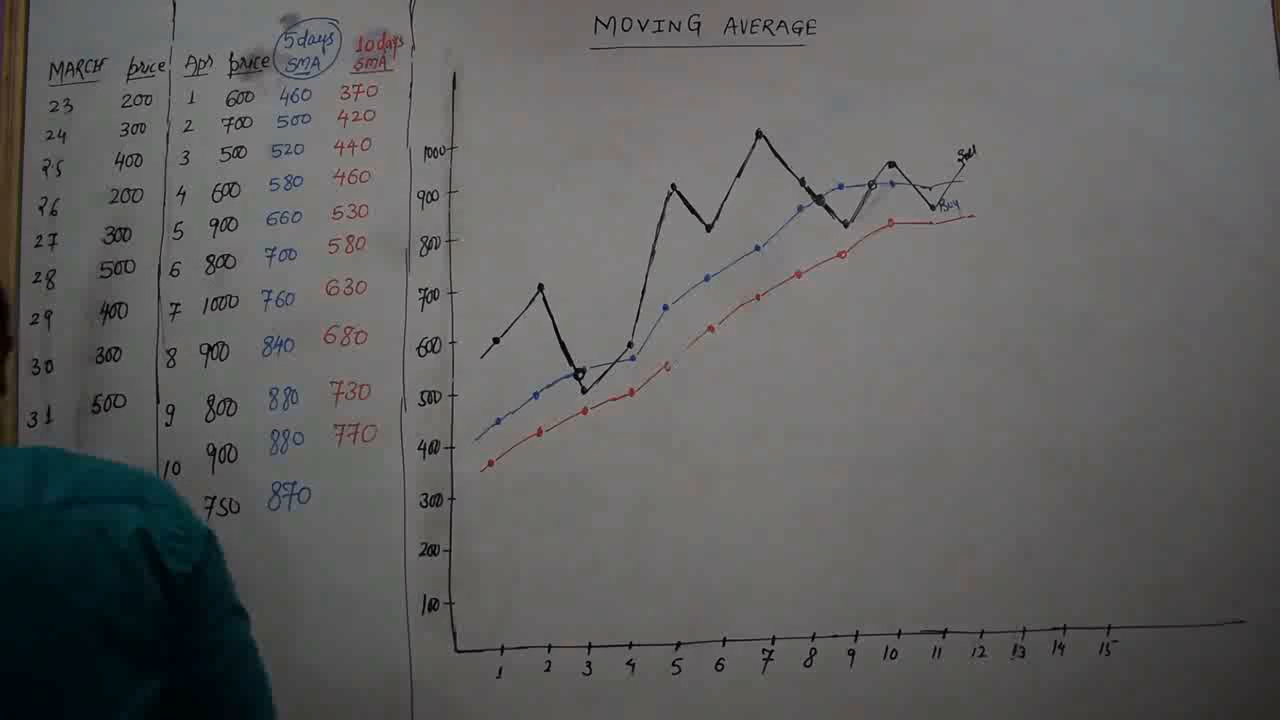 MOVING AVERAGE
5 days 10 days
MARCH price Apr price SMA SMA
23 200 1 600 460 370
24 300 2 700 500 420
25 400 3 500 520 440
26 200 4 600 580 460
27 300 5 900 660 530
28 500 6 800 700 580
29 400 7 1000 760 630
30 300 8 900 840 680
31 500 9 800 880 730
10 900 880 770
750 870
1000
900
800
700
600
500
400
300
200
100
Sell
Buy
1 2 3 4 5 6 7 8 9 10 11 12 13 14 15